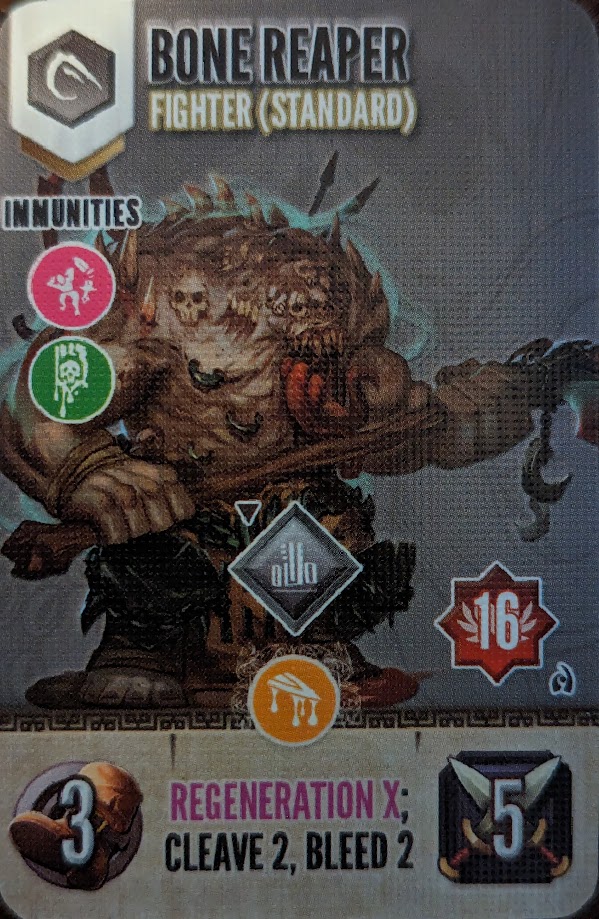 BONE REAPER
FIGHTER (STANDARD)
IMMUNITIES
16
3
REGENERATION X;
CLEAVE 2, BLEED 2
5